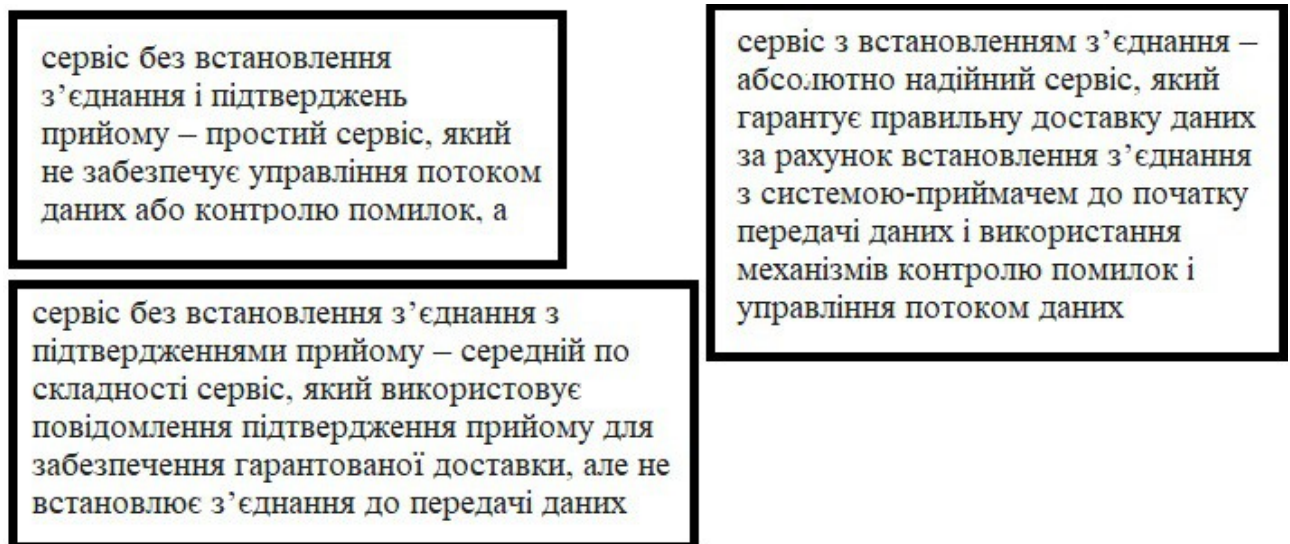 сервіс без встановлення
з’єднання і підтверджень
прийому – простий сервіс, який
не забезпечує управління потоком
даних або контролю помилок, а
сервіс без встановлення з’єднання з
підтвердженнями прийому – середній по
складності сервіс, який використовує
повідомлення підтвердження прийому для
забезпечення гарантованої доставки, але не
встановлює з’єднання до передачі даних
сервіс з встановленням з’єднання –
абсолютно надійний сервіс, який
гарантує правильну доставку даних
за рахунок встановлення з’єднання
з системою-приймачем до початку
передачі даних і використання
механізмів контролю помилок і
управління потоком даних